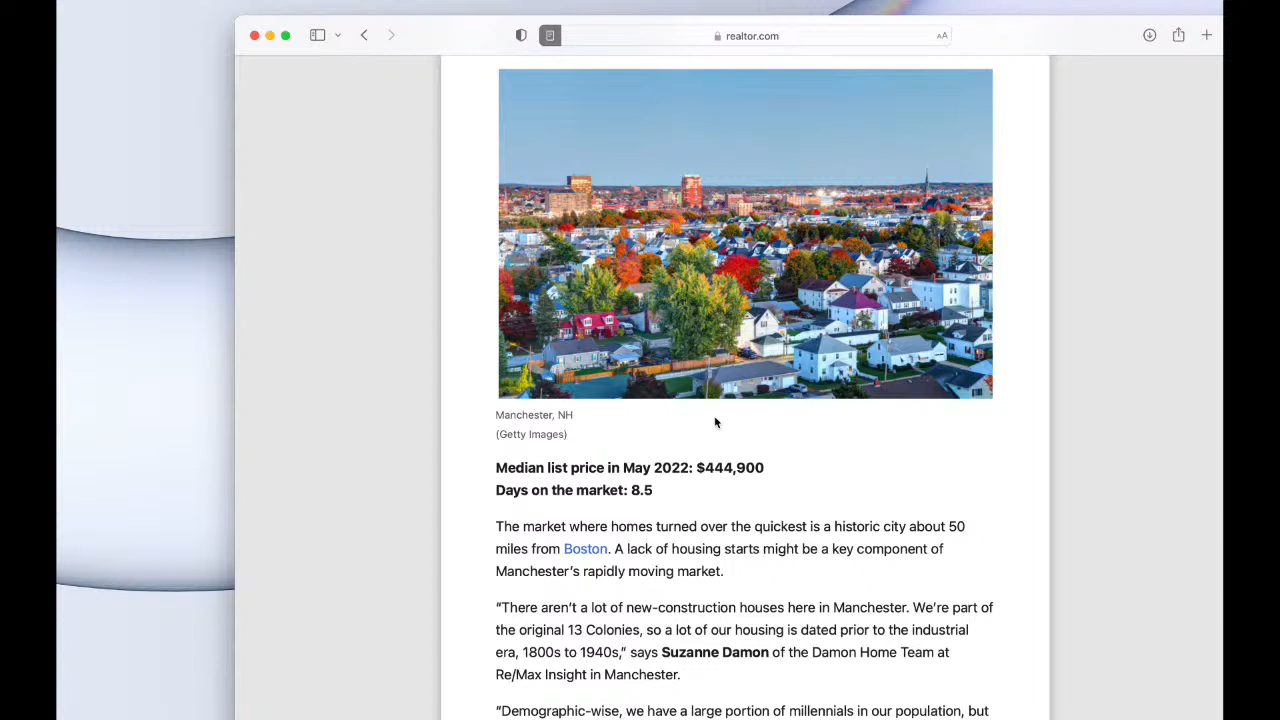 realtor.com
AA
Manchester, NH
(Getty Images)
Median list price in May 2022: $444,900
Days on the market: 8.5
The market where homes turned over the quickest is a historic city about 50
miles from Boston. A lack of housing starts might be a key component of
Manchester’s rapidly moving market.
“There aren’t a lot of new-construction houses here in Manchester. We’re part of
the original 13 Colonies, so a lot of our housing is dated prior to the industrial
era, 1800s to 1940s,” says Suzanne Damon of the Damon Home Team at
Re/Max Insight in Manchester.
“Demographic-wise, we have a large portion of millennials in our population, but